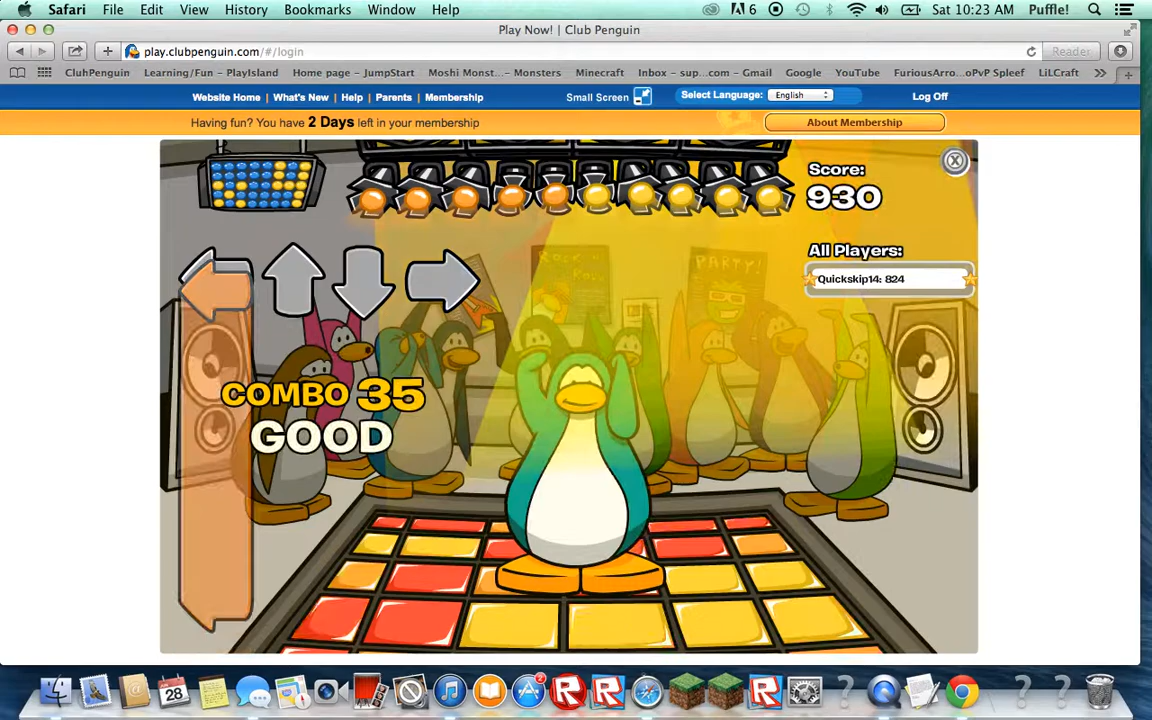 Safari File Edit View History Bookmarks Window Help 6 Sat 10:23 AM Puffle!
Play Now! | Club Penguin
play.clubpenguin.com/#/login Reader
ClubPenguin Learning/Fun - PlayIsland Home page - JumpStart Moshi Monst...- Monsters Minecraft Inbox - sup...com - Gmail Google YouTube FuriousArro...oPvP Spleef LiLCraft
Website Home | What's New | Help | Parents | Membership Small Screen Select Language: English Log Off
Having fun? You have 2 Days left in your membership About Membership
Score:
930
All Players:
Quickskip14: 824
ROCK
PARTY!
COMBO 35
GOOD
28
2